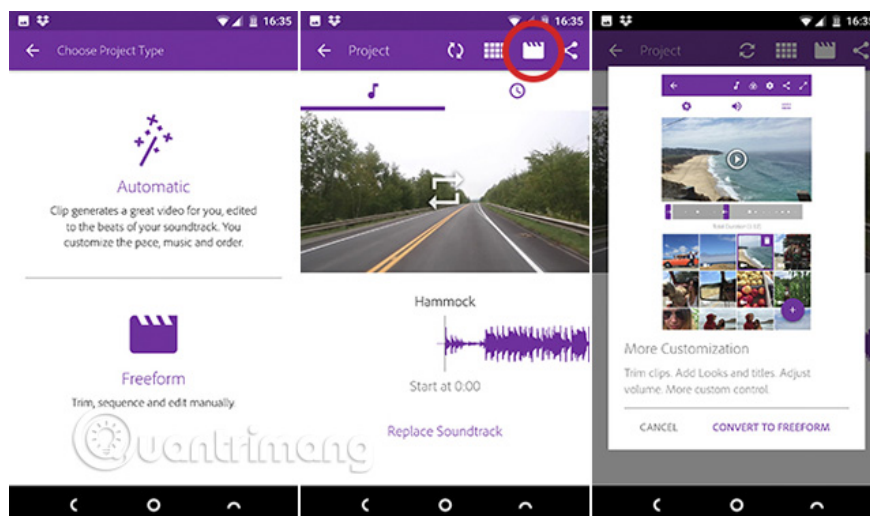 16:35
Choose Project Type
Automatic
Clip generates a great video for you, edited
to the beats of your soundtrack. You
customize the pace, music and order.
Freeform
Trim, sequence and edit manually.
16:35
Project
Hammock
Start at 0:00
Replace Soundtrack
16:35
Project
More Customization
Trim clips. Add Looks and titles. Adjust
volume. More custom control.
CANCEL CONVERT TO FREEFORM
Quantrimang